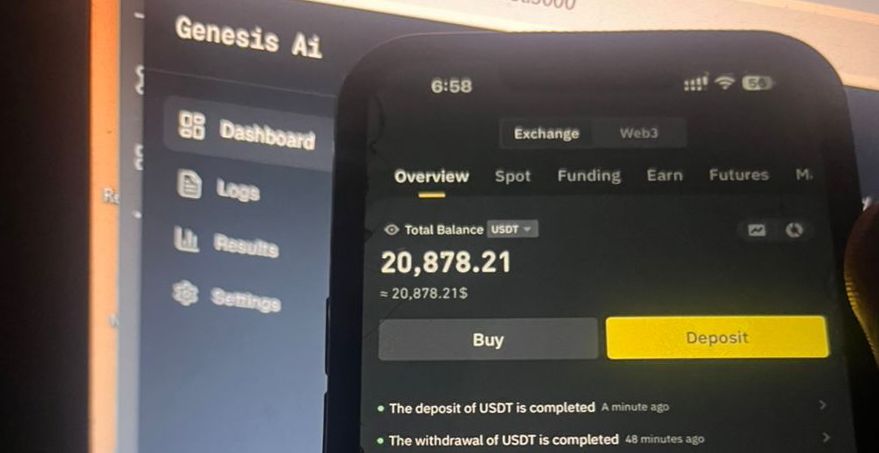 Genesis Ai
Dashboard
Logs
Results
Settings
6:58
56
Exchange Web3
Overview Spot Funding Earn Futures M
Total Balance USDT
20,878.21
≈ 20,878.21$
Buy Deposit
The deposit of USDT is completed A minute ago
The withdrawal of USDT is completed 48 minutes ago